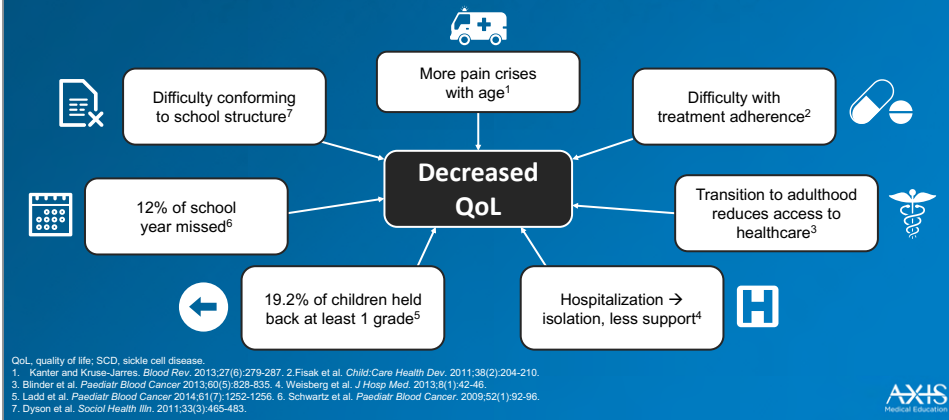 More pain crises
with age1
Difficulty conforming
to school structure7
Difficulty with
treatment adherence2
Decreased
QoL
12% of school
year missed6
Transition to adulthood
reduces access to
healthcare3
19.2% of children held
back at least 1 grade5
Hospitalization →
isolation, less support4
H
QoL, quality of life; SCD, sickle cell disease.
1. Kanter and Kruse-Jarres. Blood Rev. 2013;27(6):279-287. 2.Fisak et al. Child:Care Health Dev. 2011;38(2):204-210.
3. Blinder et al. Paediatr Blood Cancer 2013;60(5):828-835. 4. Weisberg et al. J Hosp Med. 2013;8(1):42-46.
5. Ladd et al. Paediatr Blood Cancer 2014;61(7):1252-1256. 6. Schwartz et al. Paediatr Blood Cancer. 2009;52(1):92-96.
7. Dyson et al. Sociol Health Illn. 2011;33(3):465-483.
AXIS
Medical Education